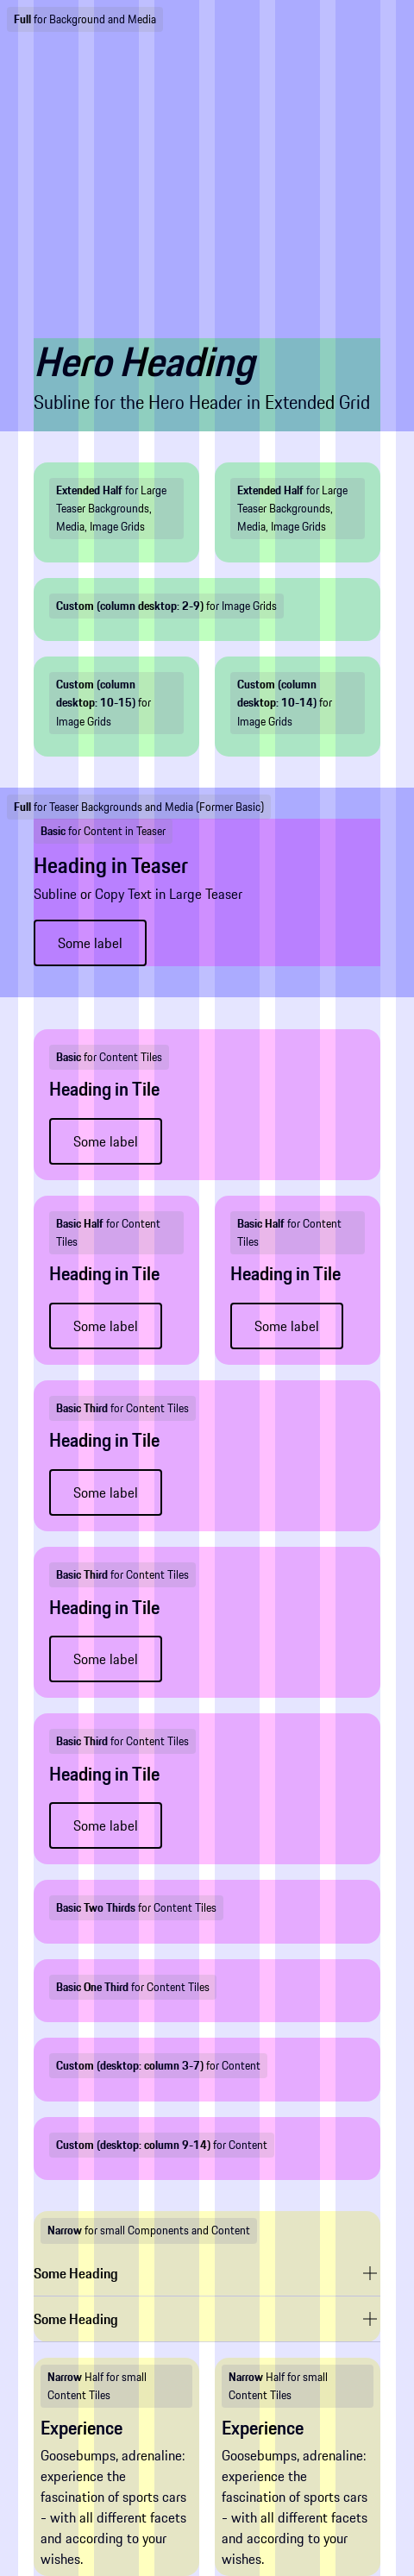 Full for Background and Media
Hero Heading
Subline for the Hero Header in Extended Grid
Extended Half for Large
Teaser Backgrounds,
Media, Image Grids
Extended Half for Large
Teaser Backgrounds,
Media, Image Grids
Custom (column desktop: 2-9) for Image Grids
Custom (column
desktop: 10-15) for
Image Grids
Custom (column
desktop: 10-14) for
Image Grids
Full for Teaser Backgrounds and Media (Former Basic)
Basic for Content in Teaser
Heading in Teaser
Subline or Copy Text in Large Teaser
Some label
Basic for Content Tiles
Heading in Tile
Some label
Basic Half for Content
Tiles
Heading in Tile
Some label
Basic Half for Content
Tiles
Heading in Tile
Some label
Basic Third for Content Tiles
Heading in Tile
Some label
Basic Third for Content Tiles
Heading in Tile
Some label
Basic Third for Content Tiles
Heading in Tile
Some label
Basic Two Thirds for Content Tiles
Basic One Third for Content Tiles
Custom (desktop: column 3-7) for Content
Custom (desktop: column 9-14) for Content
Narrow for small Components and Content
Some Heading
Some Heading
Narrow Half for small
Content Tiles
Experience
Goosebumps, adrenaline:
experience the
fascination of sports cars
- with all different facets
and according to your
wishes.
Narrow Half for small
Content Tiles
Experience
Goosebumps, adrenaline:
experience the
fascination of sports cars
- with all different facets
and according to your
wishes.